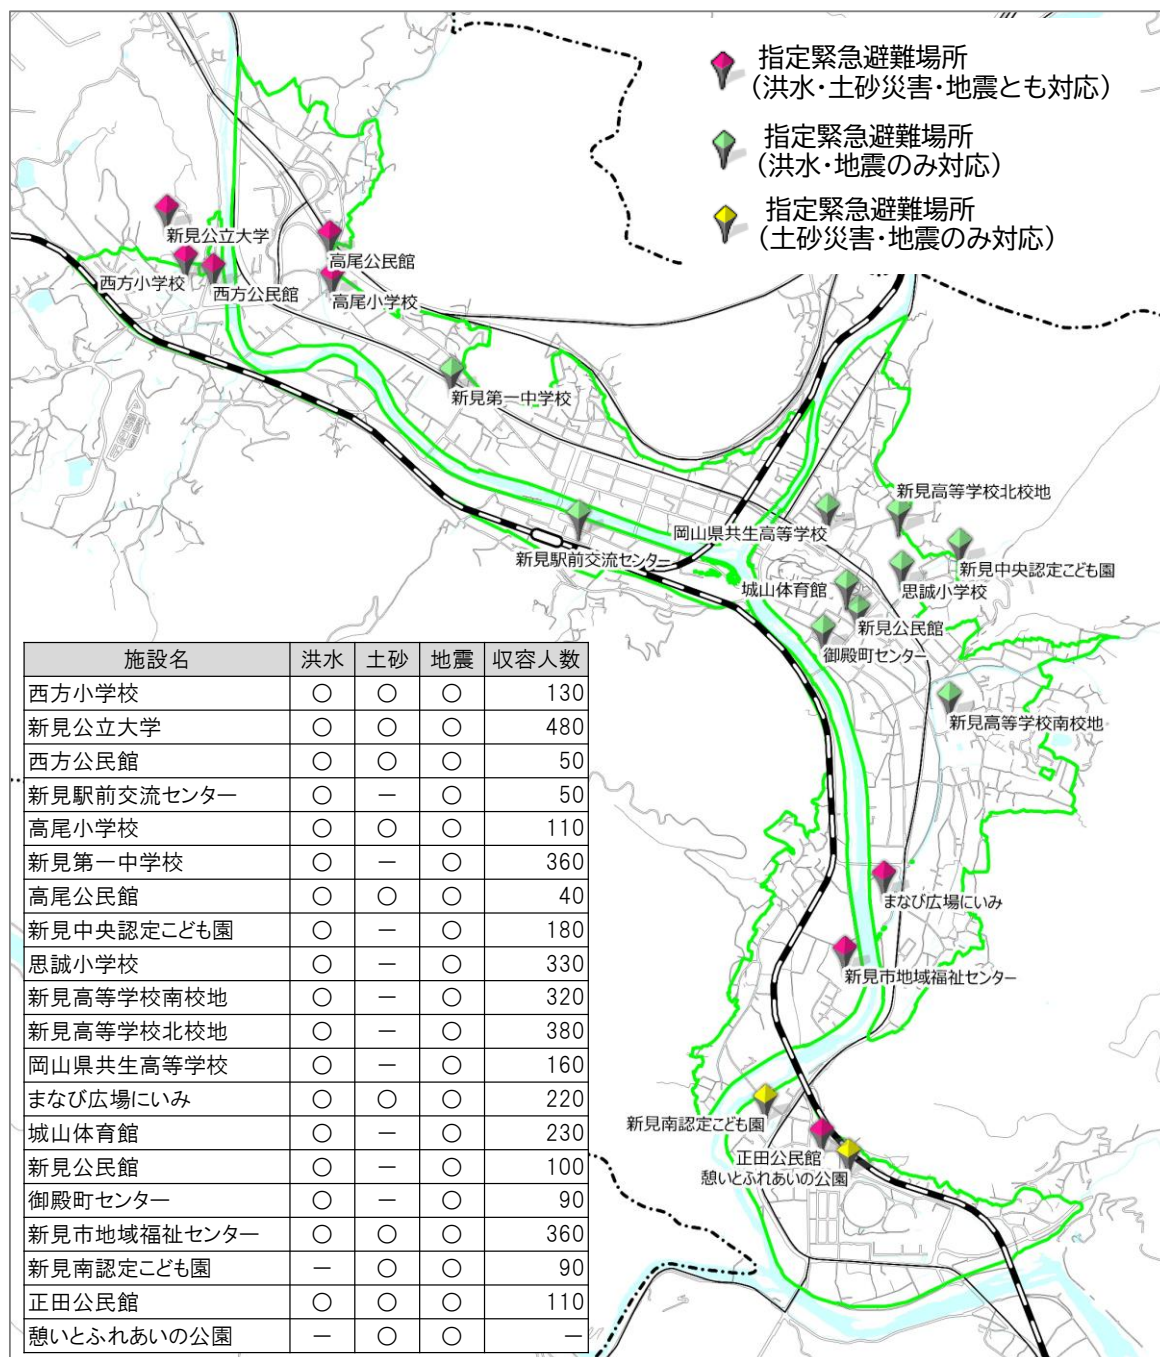 指定緊急避難場所
(洪水・土砂災害・地震とも対応)
指定緊急避難場所
(洪水・地震のみ対応)
指定緊急避難場所
(土砂災害・地震のみ対応)
新見公立大学
高尾公民館
西方小学校
西方公民館
高尾小学校
新見第一中学校
新見高等学校北校地
岡山県共生高等学校
新見駅前交流センター
新見中央認定こども園
城山体育館
思誠小学校
新見公民館
御殿町センター
新見高等学校南校地
まなび広場にいみ
新見市地域福祉センター
新見南認定こども園
正田公民館
憩いとふれあいの公園
施設名 洪水 土砂 地震 収容人数
西方小学校 ○ ○ ○ 130
新見公立大学 ○ ○ ○ 480
西方公民館 ○ ○ ○ 50
新見駅前交流センター ○ － ○ 50
高尾小学校 ○ ○ ○ 110
新見第一中学校 ○ － ○ 360
高尾公民館 ○ ○ ○ 40
新見中央認定こども園 ○ － ○ 180
思誠小学校 ○ － ○ 330
新見高等学校南校地 ○ － ○ 320
新見高等学校北校地 ○ － ○ 380
岡山県共生高等学校 ○ － ○ 160
まなび広場にいみ ○ ○ ○ 220
城山体育館 ○ － ○ 230
新見公民館 ○ － ○ 100
御殿町センター ○ － ○ 90
新見市地域福祉センター ○ ○ ○ 360
新見南認定こども園 － ○ ○ 90
正田公民館 ○ ○ ○ 110
憩いとふれあいの公園 － ○ ○ －